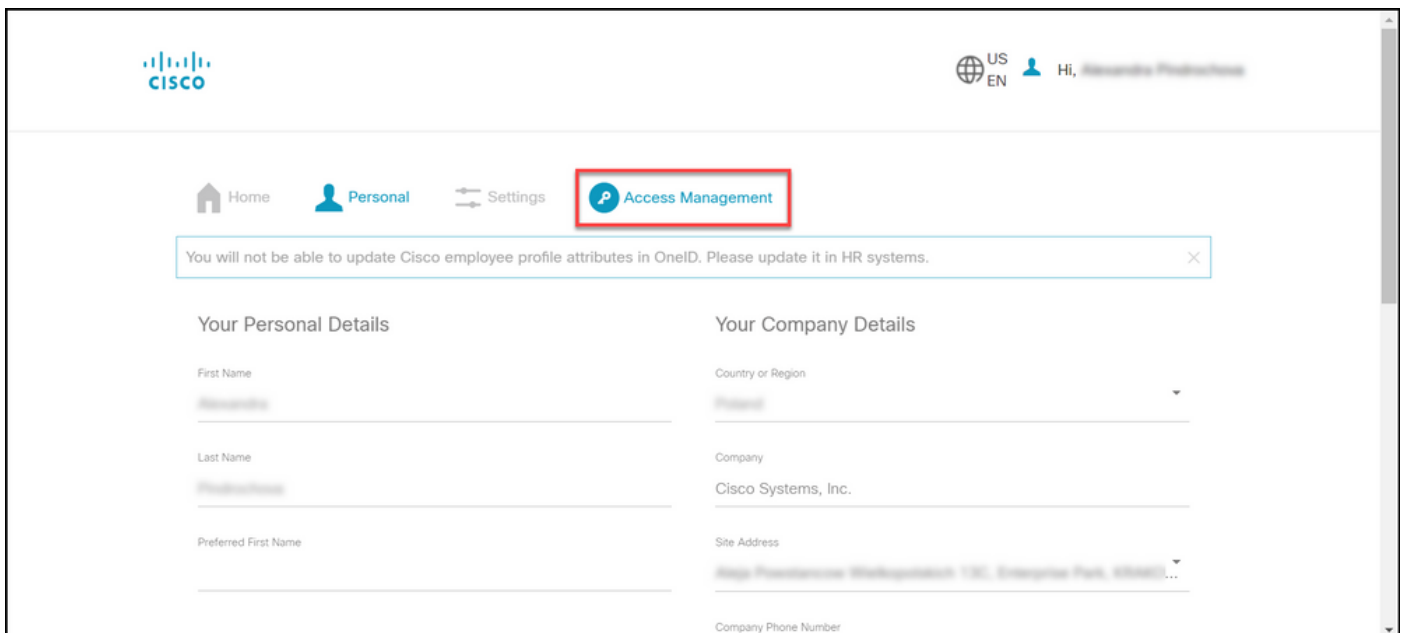 CISCO
US
EN
Hi,
Home
Personal
Settings
Access Management
You will not be able to update Cisco employee profile attributes in OneID. Please update it in HR systems.
Your Personal Details
Your Company Details
First Name
Country or Region
Last Name
Company
Cisco Systems, Inc.
Preferred First Name
Site Address
Company Phone Number